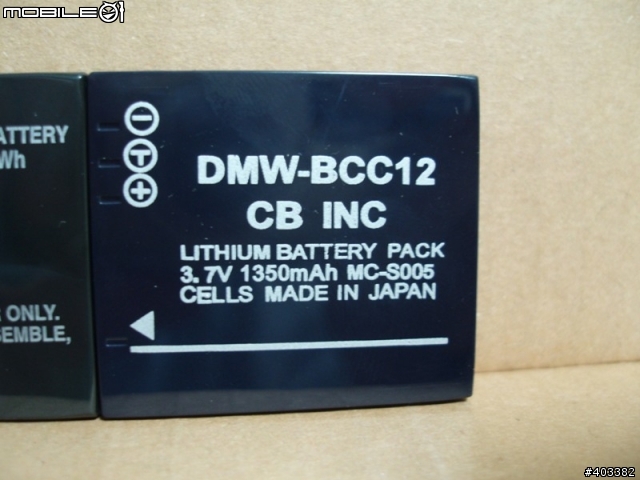 MOBILE01
ATTERY
Wh
ONLY.
SEMBLE,
DMW-BCC12
CB INC
LITHIUM BATTERY PACK
3.7V 1350mAh MC-S005
CELLS MADE IN JAPAN
T
#403382